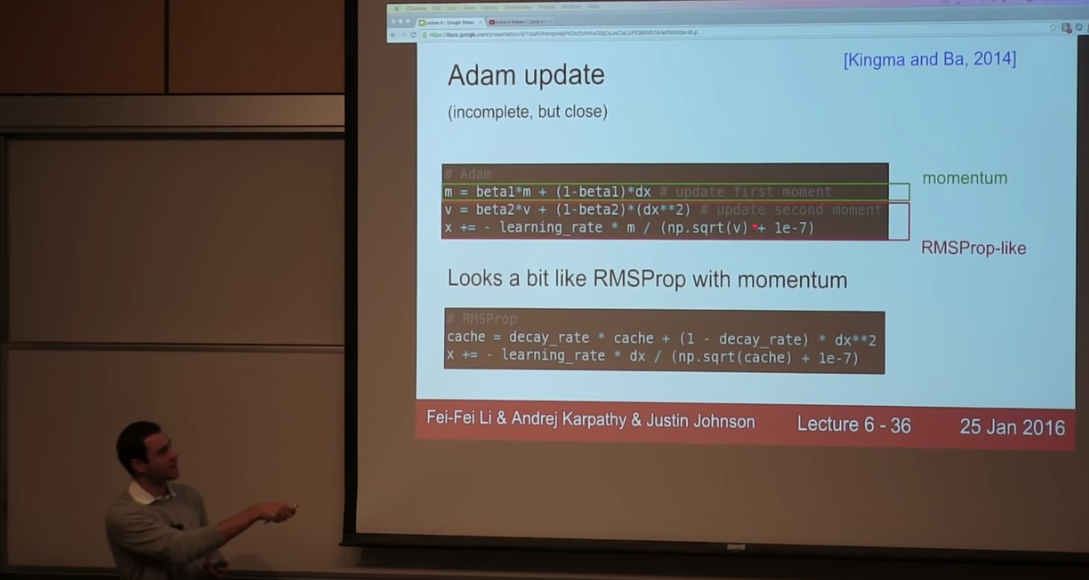 Adam update
[Kingma and Ba, 2014]
(incomplete, but close)
# Adam
m = beta1*m + (1-beta1)*dx # update first moment
v = beta2*v + (1-beta2)*(dx**2) # update second moment
x += - learning_rate * m / (np.sqrt(v) + 1e-7)
momentum
RMSProp-like
Looks a bit like RMSProp with momentum
# RMSProp
cache = decay_rate * cache + (1 - decay_rate) * dx**2
x += - learning_rate * dx / (np.sqrt(cache) + 1e-7)
Fei-Fei Li & Andrej Karpathy & Justin Johnson
Lecture 6 - 36
25 Jan 2016